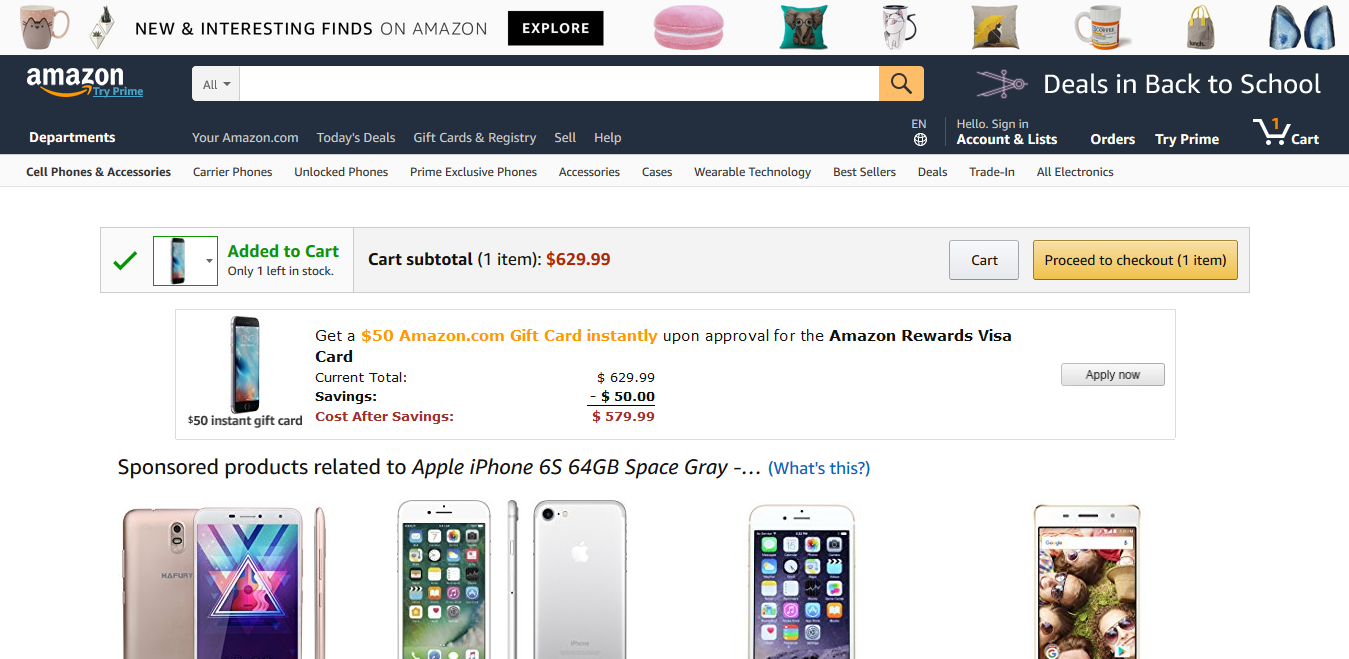 NEW & INTERESTING FINDS ON AMAZON EXPLORE
COFFEE
lunch.
amazon
Try Prime
All
Deals in Back to School
Departments
Your Amazon.com Today's Deals Gift Cards & Registry Sell Help
EN
Hello. Sign in
Account & Lists
Orders Try Prime
1
Cart
Cell Phones & Accessories Carrier Phones Unlocked Phones Prime Exclusive Phones Accessories Cases Wearable Technology Best Sellers Deals Trade-In All Electronics
Added to Cart
Only 1 left in stock.
Cart subtotal (1 item): $629.99
Cart
Proceed to checkout (1 item)
Get a $50 Amazon.com Gift Card instantly upon approval for the Amazon Rewards Visa
Card
Current Total: $ 629.99
Savings: - $ 50.00
Cost After Savings: $ 579.99
$50 instant gift card
Apply now
Sponsored products related to Apple iPhone 6S 64GB Space Gray -... (What's this?)
HAFURY
iPhone
Google